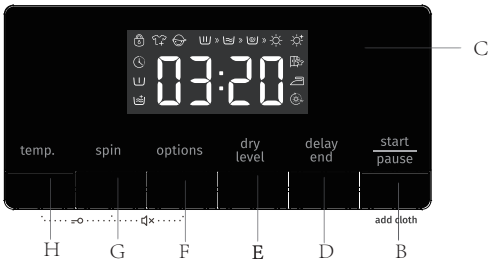 C
03:20
temp.
spin
options
dry
level
delay
end
start
pause
add cloth
H
G
F
E
D
B